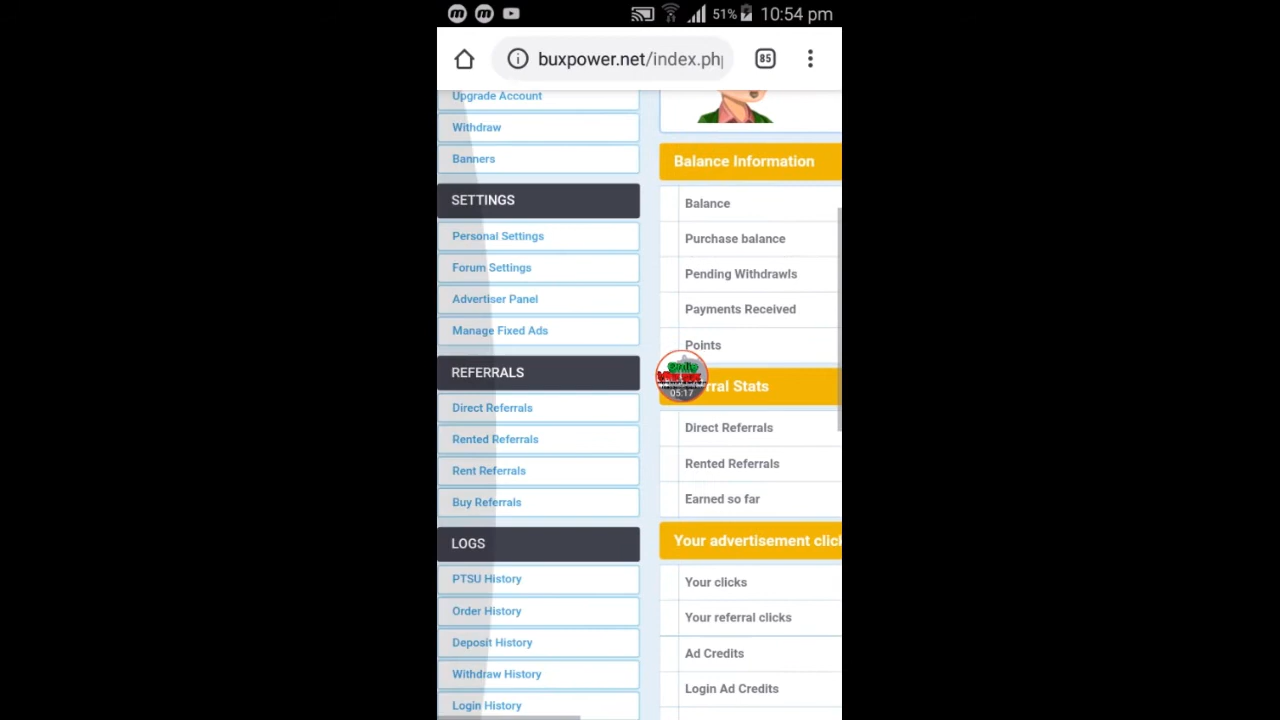 51% 10:54 pm
buxpower.net/index.ph
85
Upgrade Account
Withdraw
Banners
SETTINGS
Personal Settings
Forum Settings
Advertiser Panel
Manage Fixed Ads
REFERRALS
Direct Referrals
Rented Referrals
Rent Referrals
Buy Referrals
LOGS
PTSU History
Order History
Deposit History
Withdraw History
Login History
Balance Information
Balance
Purchase balance
Pending Withdrawls
Payments Received
Points
05:17
rral Stats
Direct Referrals
Rented Referrals
Earned so far
Your advertisement click
Your clicks
Your referral clicks
Ad Credits
Login Ad Credits